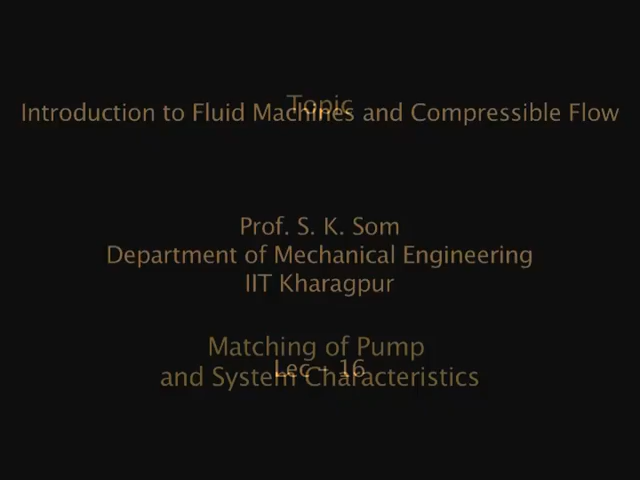 Topic
Introduction to Fluid Machines and Compressible Flow
Prof. S. K. Som
Department of Mechanical Engineering
IIT Kharagpur
Matching of Pump
Lec - 16
and System Characteristics